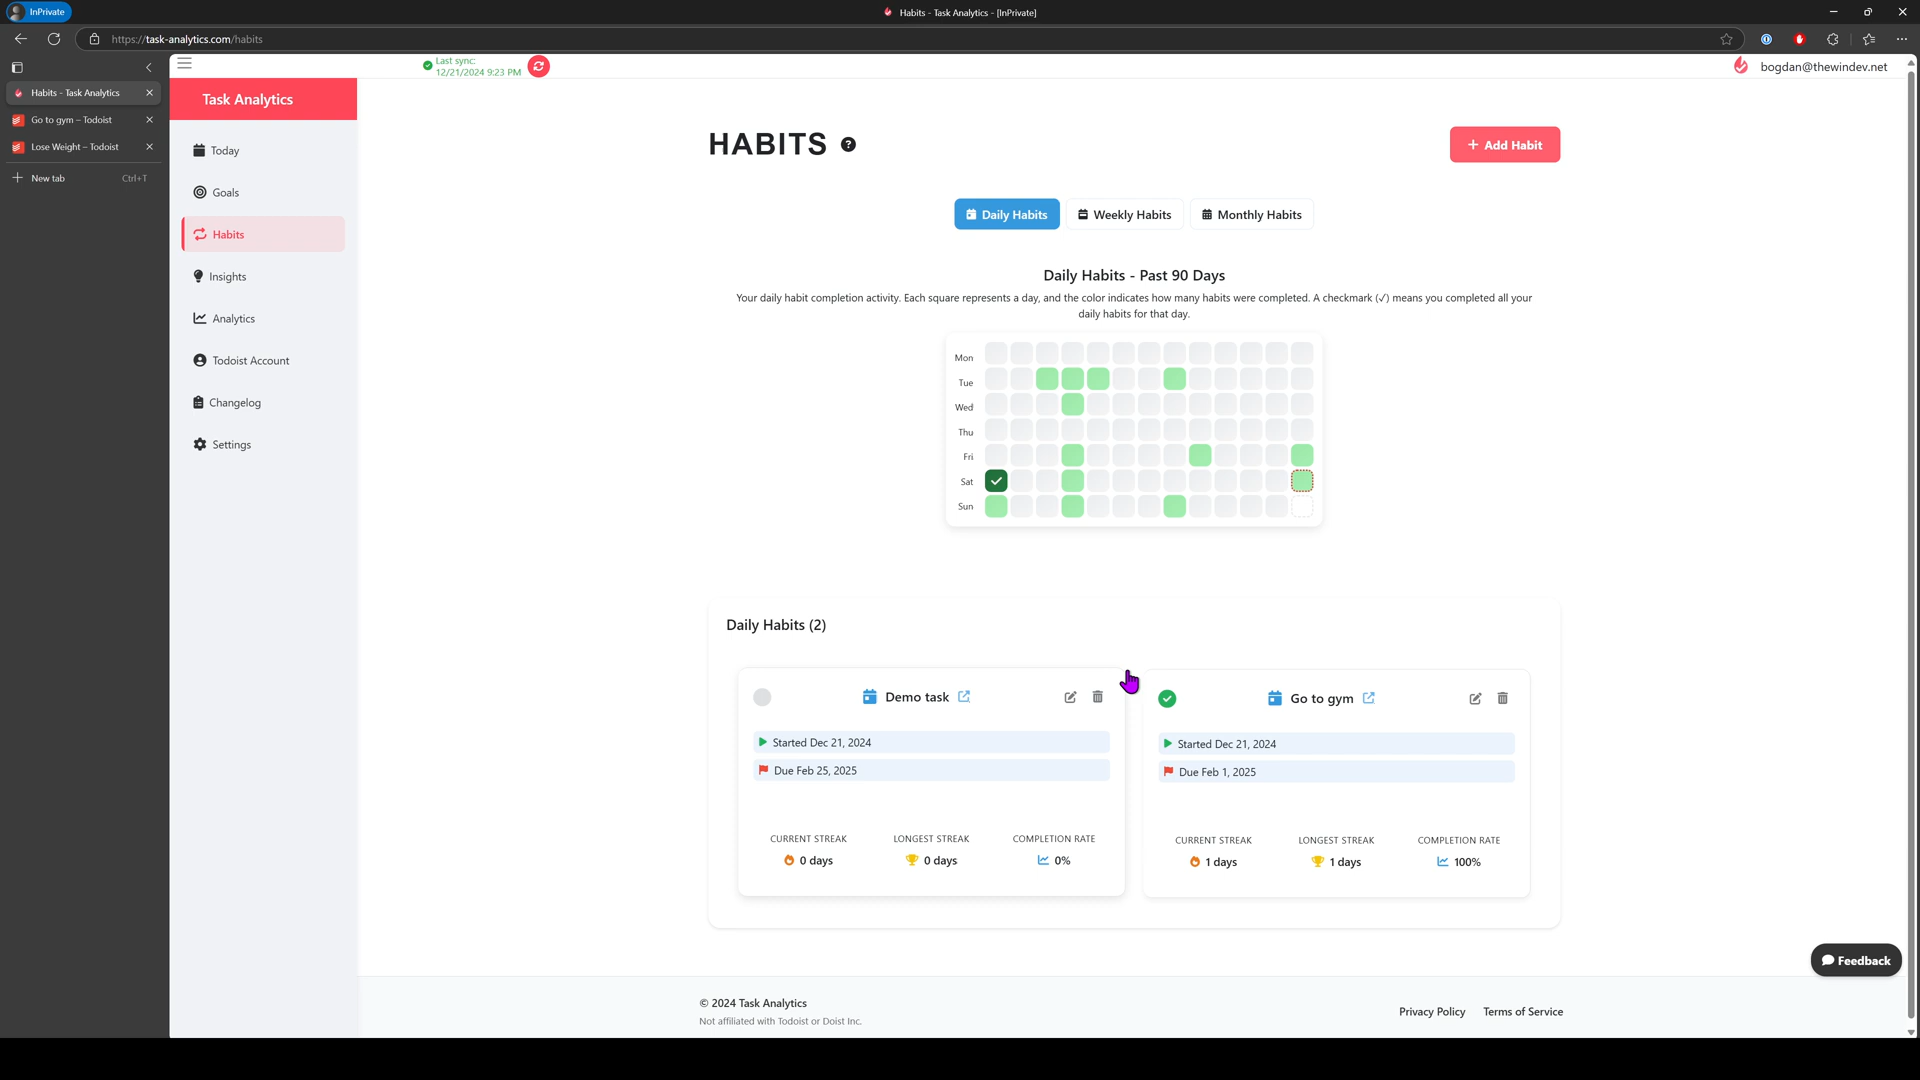 InPrivate
Habits - Task Analytics - [InPrivate]
https://task-analytics.com/habits
Habits - Task Analytics
Go to gym – Todoist
Lose Weight – Todoist
New tab Ctrl+T
Last sync:
12/21/2024 9:23 PM
bogdan@thewindev.net
Task Analytics
Today
Goals
Habits
Insights
Analytics
Todoist Account
Changelog
Settings
HABITS ?
+ Add Habit
Daily Habits Weekly Habits Monthly Habits
Daily Habits - Past 90 Days
Your daily habit completion activity. Each square represents a day, and the color indicates how many habits were completed. A checkmark (✓) means you completed all your
daily habits for that day.
Mon
Tue
Wed
Thu
Fri
Sat
Sun
Daily Habits (2)
Demo task
Started Dec 21, 2024
Due Feb 25, 2025
CURRENT STREAK LONGEST STREAK COMPLETION RATE
0 days 0 days 0%
Go to gym
Started Dec 21, 2024
Due Feb 1, 2025
CURRENT STREAK LONGEST STREAK COMPLETION RATE
1 days 1 days 100%
Feedback
© 2024 Task Analytics
Not affiliated with Todoist or Doist Inc.
Privacy Policy Terms of Service